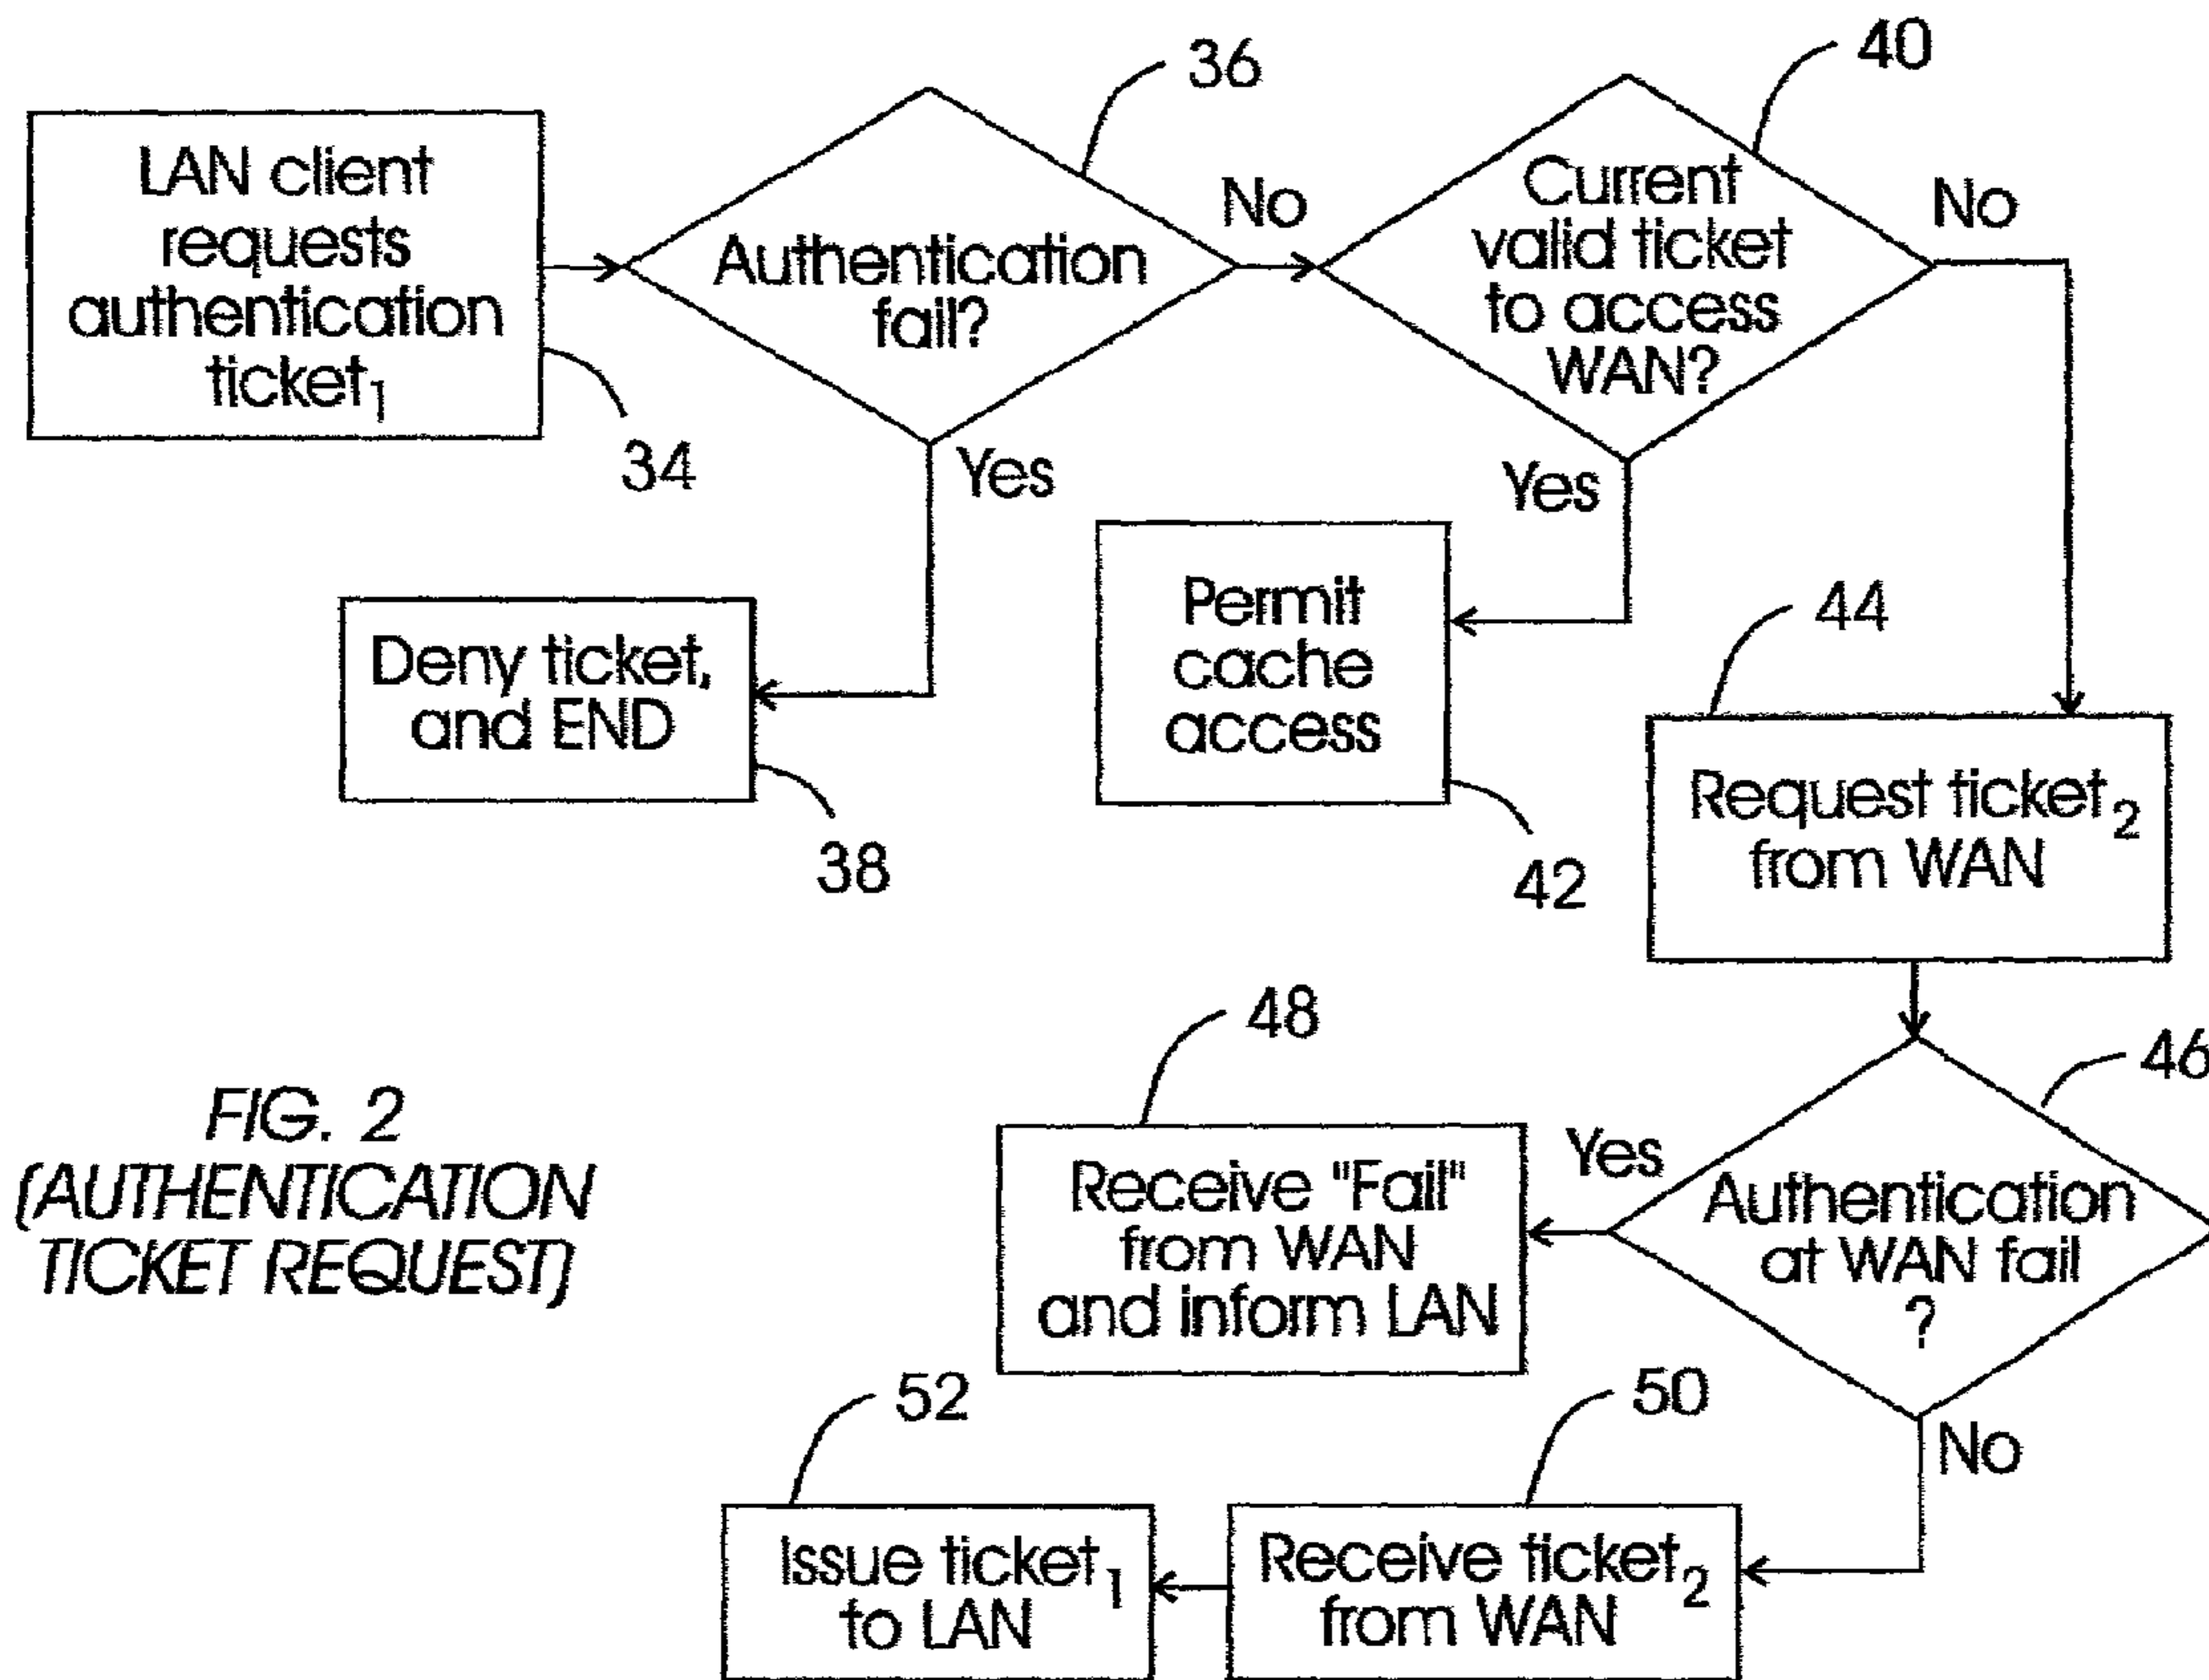 36
40
LAN client
requests
authentication
ticket₁
34
Authentication
fail?
No
Yes
Current
valid ticket
to access
WAN?
No
Yes
Deny ticket,
and END
38
Permit
cache
access
42
44
Request ticket₂
from WAN
46
Authentication
at WAN fail
?
Yes
No
48
Receive "Fail"
from WAN
and inform LAN
50
Receive ticket₂
from WAN
52
Issue ticket₁
to LAN
FIG. 2
(AUTHENTICATION
TICKET REQUEST)